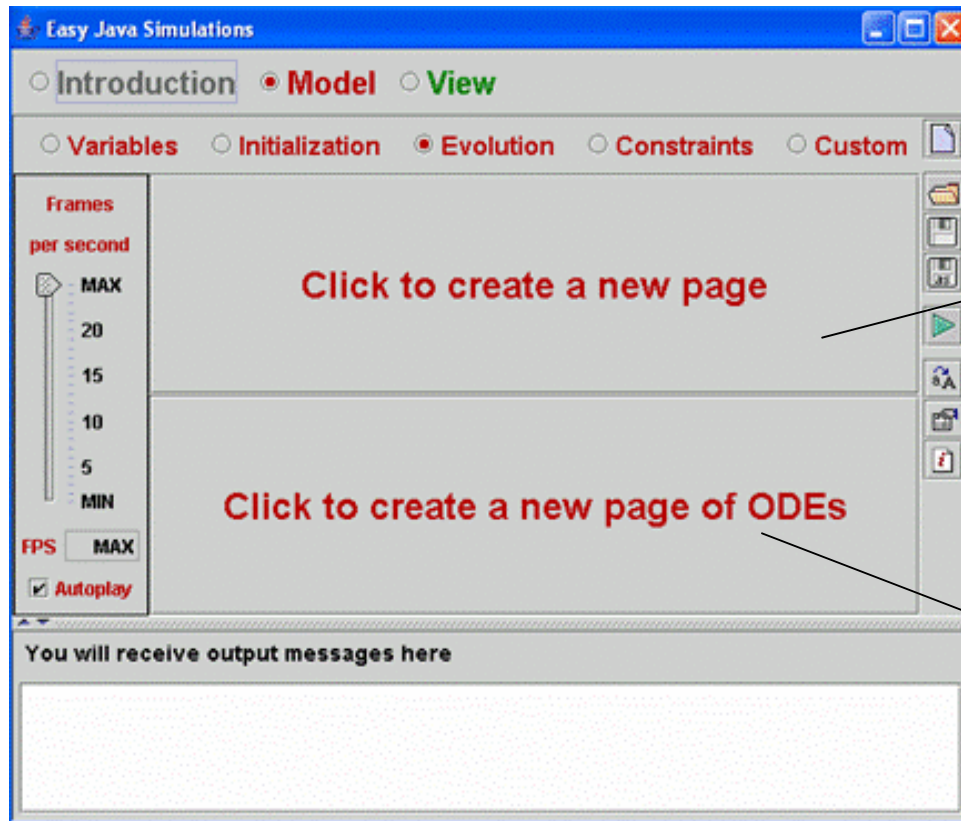 Easy Java Simulations
Introduction Model View
Variables Initialization Evolution Constraints Custom
Frames
per second
MAX
20
15
10
5
MIN
FPS MAX
Autoplay
Click to create a new page
Click to create a new page of ODEs
You will receive output messages here